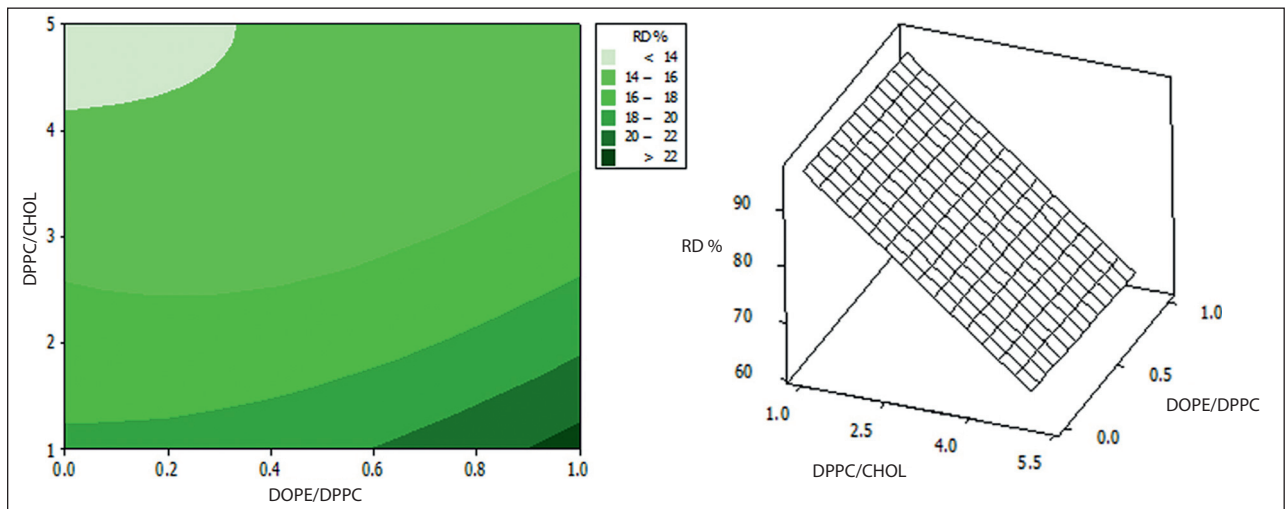 5
4
3
2
1
DPPC/CHOL
0.0 0.2 0.4 0.6 0.8 1.0
DOPE/DPPC
RD %
< 14
14 – 16
16 – 18
18 – 20
20 – 22
> 22
90
80
70
60
RD %
1.0 2.5 4.0 5.5
DPPC/CHOL
0.0 0.5 1.0
DOPE/DPPC